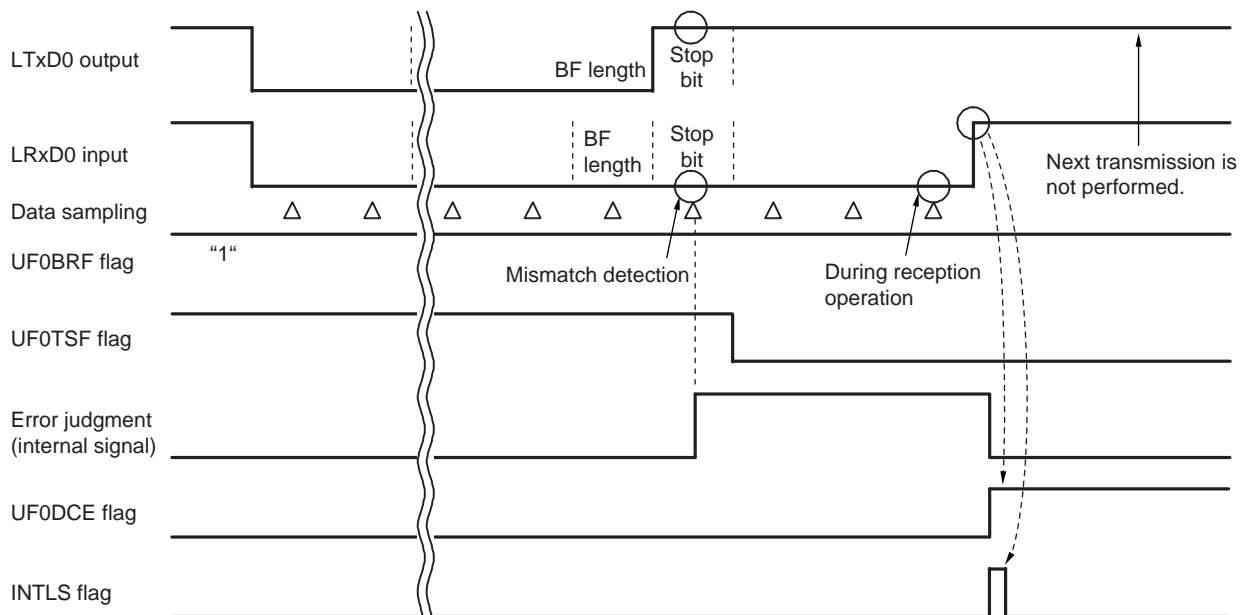 LTxD0 output
BF length
Stop
bit
LRxD0 input
BF
length
Stop
bit
Next transmission is
not performed.
Data sampling
UF0BRF flag
“1“
Mismatch detection
During reception
operation
UF0TSF flag
Error judgment
(internal signal)
UF0DCE flag
INTLS flag